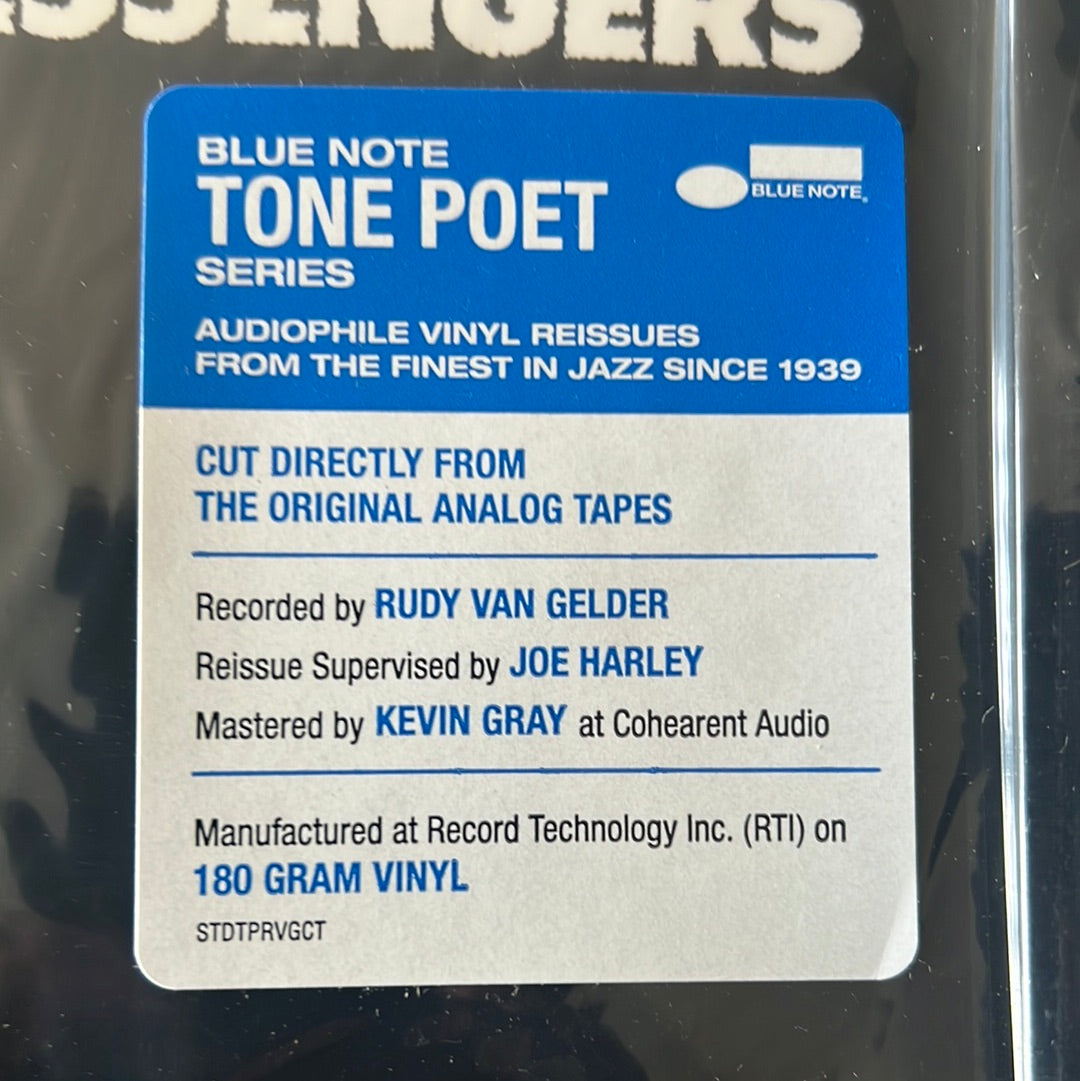 SSENGERS
BLUE NOTE
TONE POET
SERIES
BLUE NOTE
AUDIOPHILE VINYL REISSUES
FROM THE FINEST IN JAZZ SINCE 1939
CUT DIRECTLY FROM
THE ORIGINAL ANALOG TAPES
Recorded by RUDY VAN GELDER
Reissue Supervised by JOE HARLEY
Mastered by KEVIN GRAY at Cohearent Audio
Manufactured at Record Technology Inc. (RTI) on
180 GRAM VINYL
STDTPRVGCT